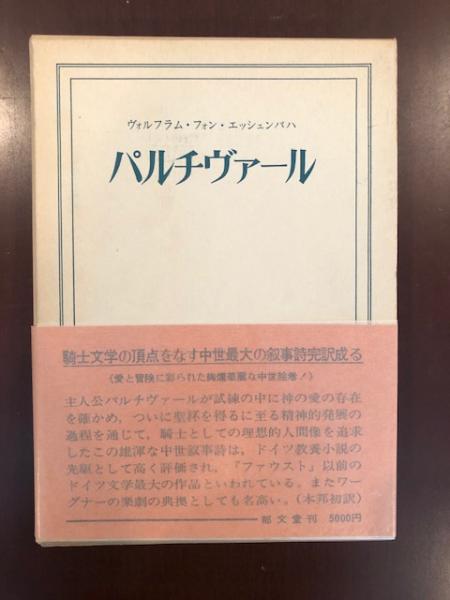 ヴォルフラム・フォン・エッシェンバハ
パルチヴァール
騎士文学の頂点をなす中世最大の叙事詩完訳成る
《愛と冒険に彩られた絢爛華麗な中世絵巻！》
主人公パルチヴァールが試練の中に神の愛の存在
を確かめ，ついに聖杯を得るに至る精神的発展の
過程を通じて，騎士としての理想的人間像を追求
したこの雄渾な中世叙事詩は，ドイツ教養小説の
先駆として高く評価され，『ファウスト』以前の
ドイツ文学最大の作品といわれている。またワー
グナーの楽劇の典拠としても名高い。（本邦初訳）
郁文堂刊 5000円